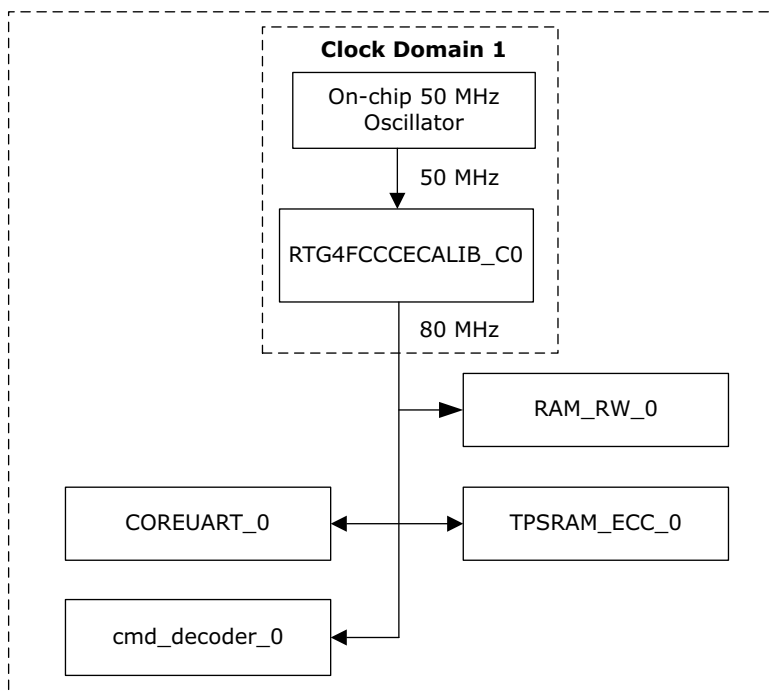 Clock Domain 1
On-chip 50 MHz
Oscillator
50 MHz
RTG4FCCCECALIB_C0
80 MHz
RAM_RW_0
COREUART_0
TPSRAM_ECC_0
cmd_decoder_0